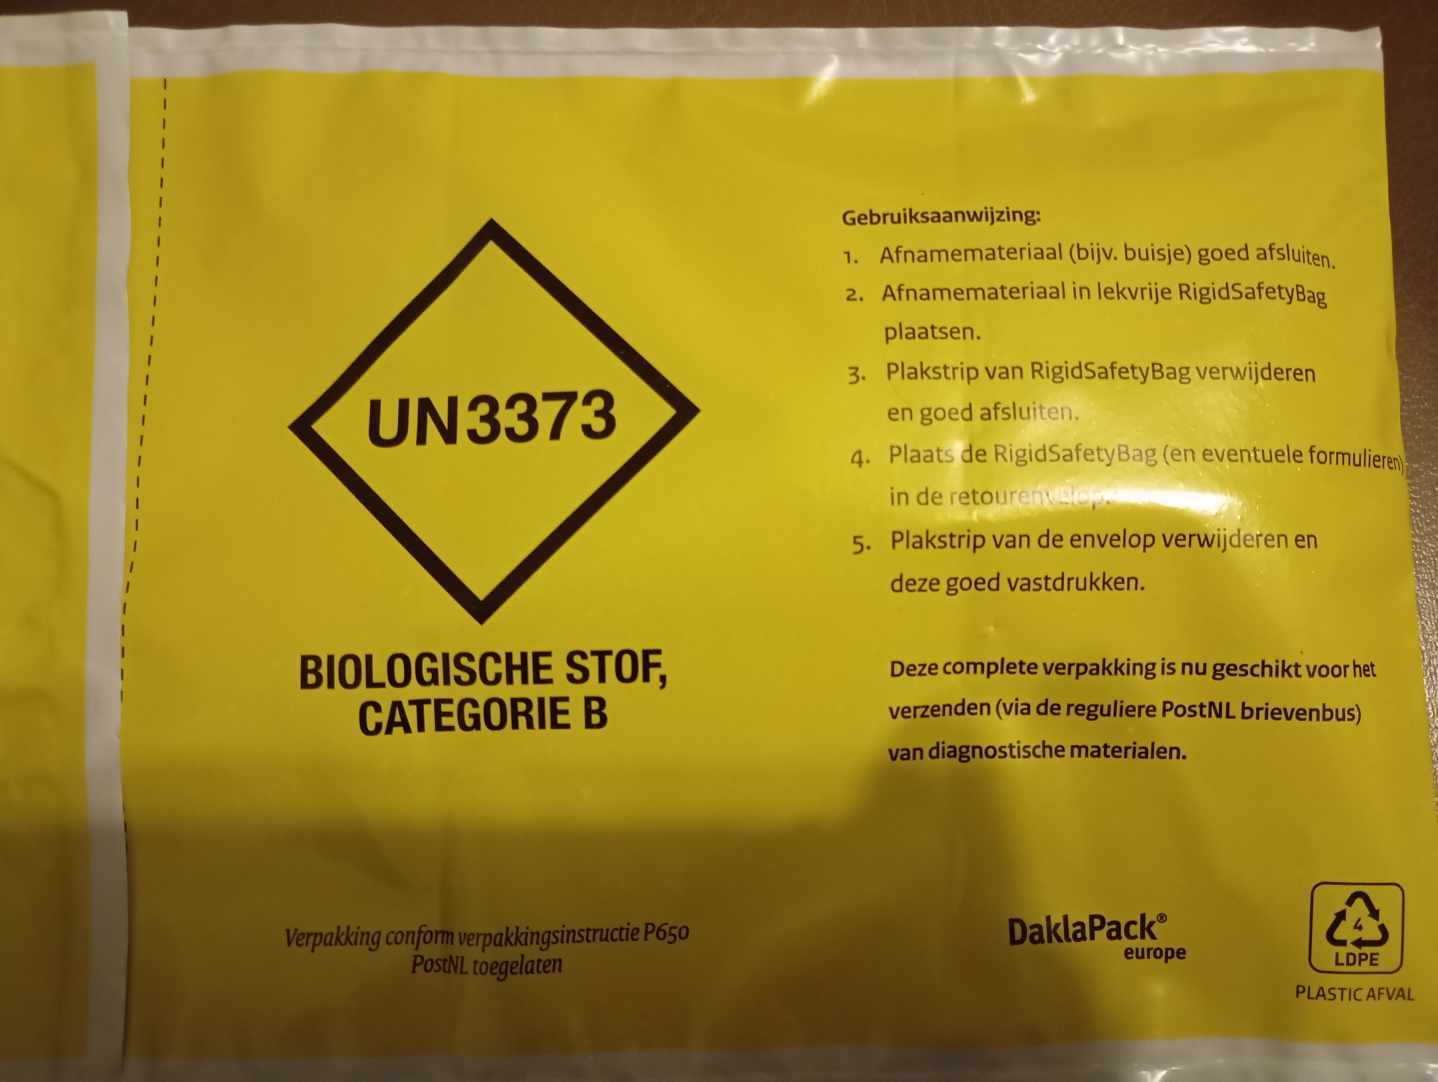 UN3373
BIOLOGISCHE STOF,
CATEGORIE B
Verpakking conform verpakkingsinstructie P650
PostNL toegelaten
Gebruiksaanwijzing:
1. Afnamemateriaal (bijv. buisje) goed afsluiten.
2. Afnamemateriaal in lekvrije RigidSafetyBag
plaatsen.
3. Plakstrip van RigidSafetyBag verwijderen
en goed afsluiten.
4. Plaats de RigidSafetyBag (en eventuele formulieren)
in de retourenvelop.
5. Plakstrip van de envelop verwijderen en
deze goed vastdrukken.
Deze complete verpakking is nu geschikt voor het
verzenden (via de reguliere PostNL brievenbus)
van diagnostische materialen.
DaklaPack®
europe
4
LDPE
PLASTIC AFVAL